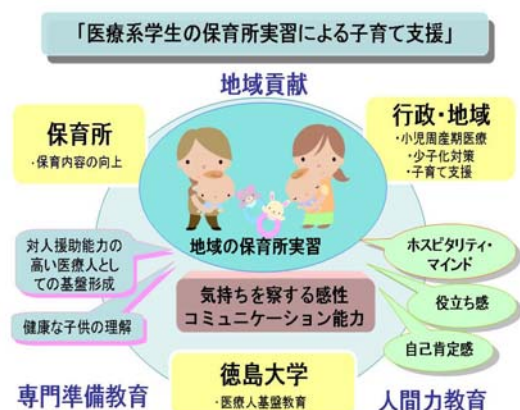 「医療系学生の保育所実習による子育て支援」
地域貢献
保育所
・保育内容の向上
行政・地域
・小児周産期医療
・少子化対策
・子育て支援
地域の保育所実習
対人援助能力の
高い医療人とし
ての基盤形成
健康な子供の理解
気持ちを察する感性
コミュニケーション能力
ホスピタリティ・
マインド
役立ち感
自己肯定感
専門準備教育
徳島大学
・医療人基盤教育
人間力教育